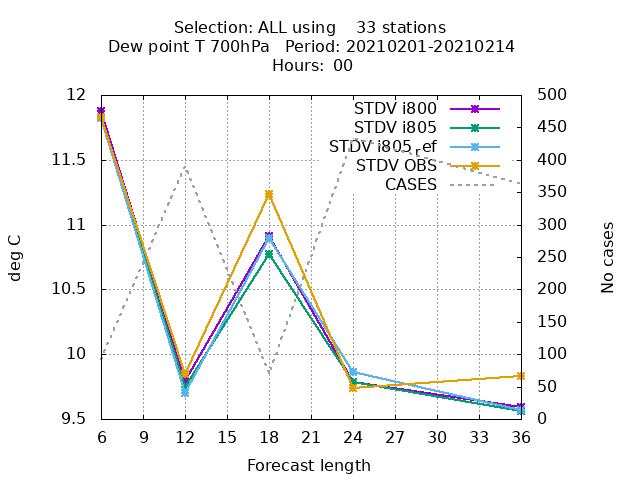 Selection: ALL using    33 stations
Dew point T 700hPa   Period: 20210201-20210214
Hours:  00
STDV i800
STDV i805
STDV i805_ref
STDV OBS
CASES
12
11.5
11
10.5
10
9.5
deg C
500
450
400
350
300
250
200
150
100
50
0
No cases
6 9 12 15 18 21 24 27 30 33 36
Forecast length